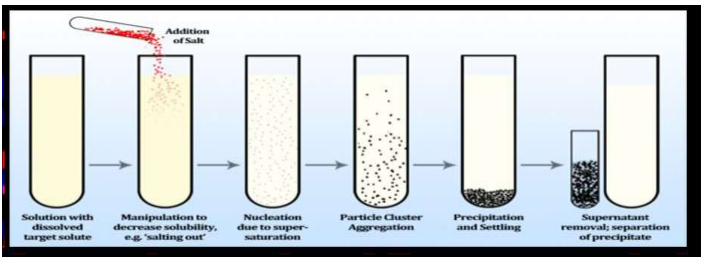 Addition
of Salt
Solution with
dissolved
target solute
Manipulation to
decrease solubility,
e.g. 'salting out'
Nucleation
due to super-
saturation
Particle Cluster
Aggregation
Precipitation
and Settling
Supernatant
removal; separation
of precipitate